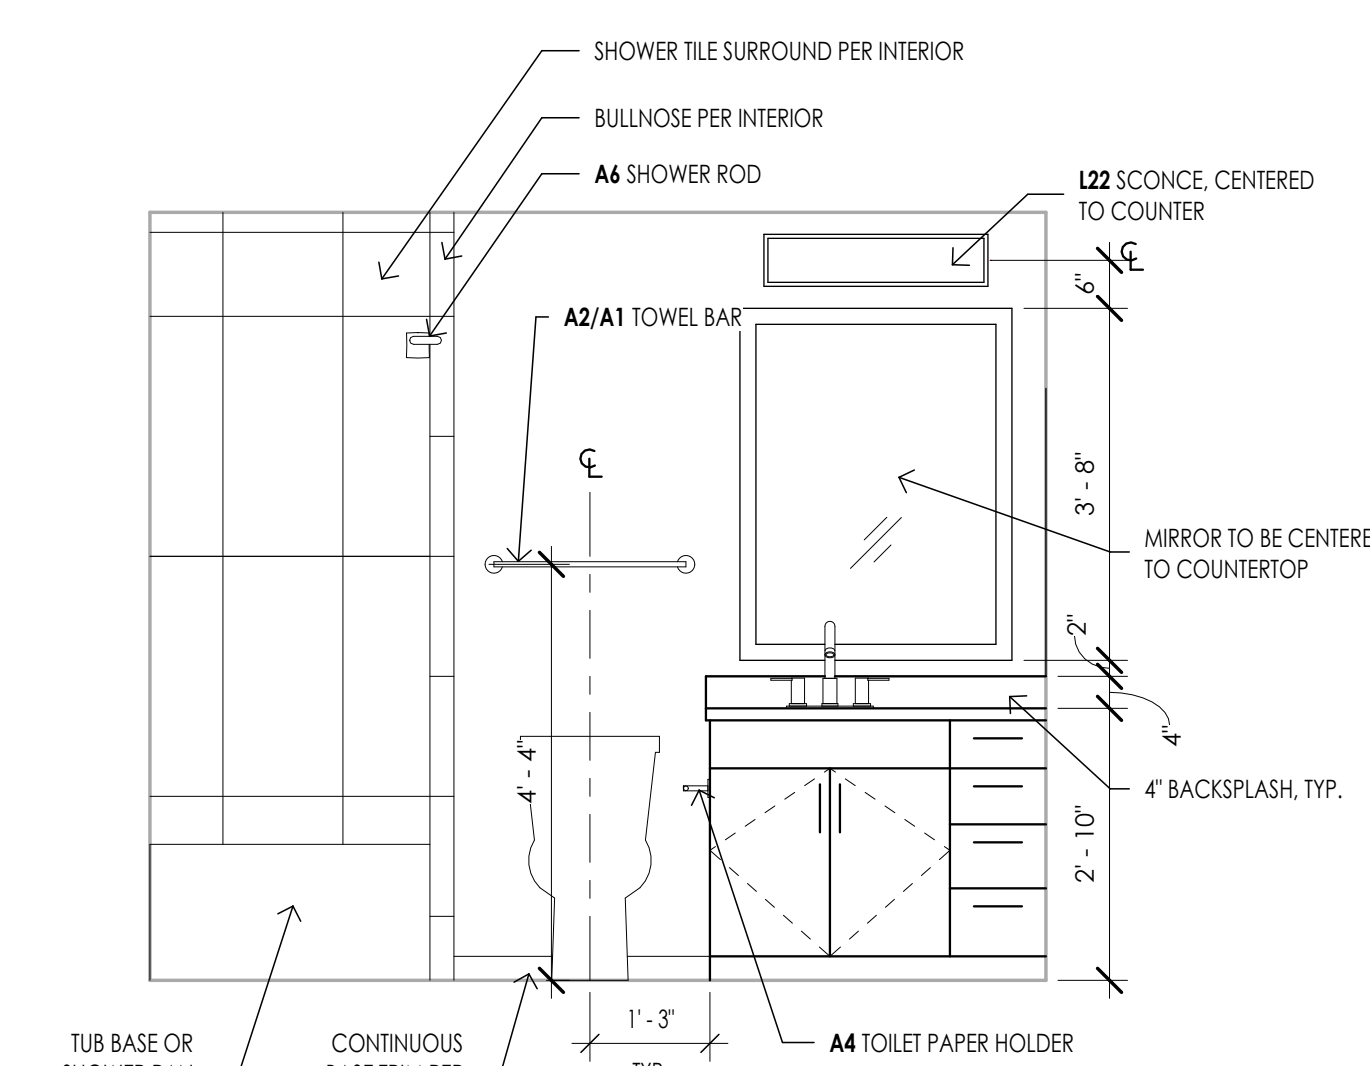 SHOWER TILE SURROUND PER INTERIOR
BULLNOSE PER INTERIOR
A6 SHOWER ROD
L22 SCONCE, CENTERED
TO COUNTER
6"
A2/A1 TOWEL BAR
3' - 8"
MIRROR TO BE CENTERE
TO COUNTERTOP
2"
4"
4' - 4"
4" BACKSPLASH, TYP.
2' - 10"
1' - 3"
A4 TOILET PAPER HOLDER
TUB BASE OR
CONTINUOUS